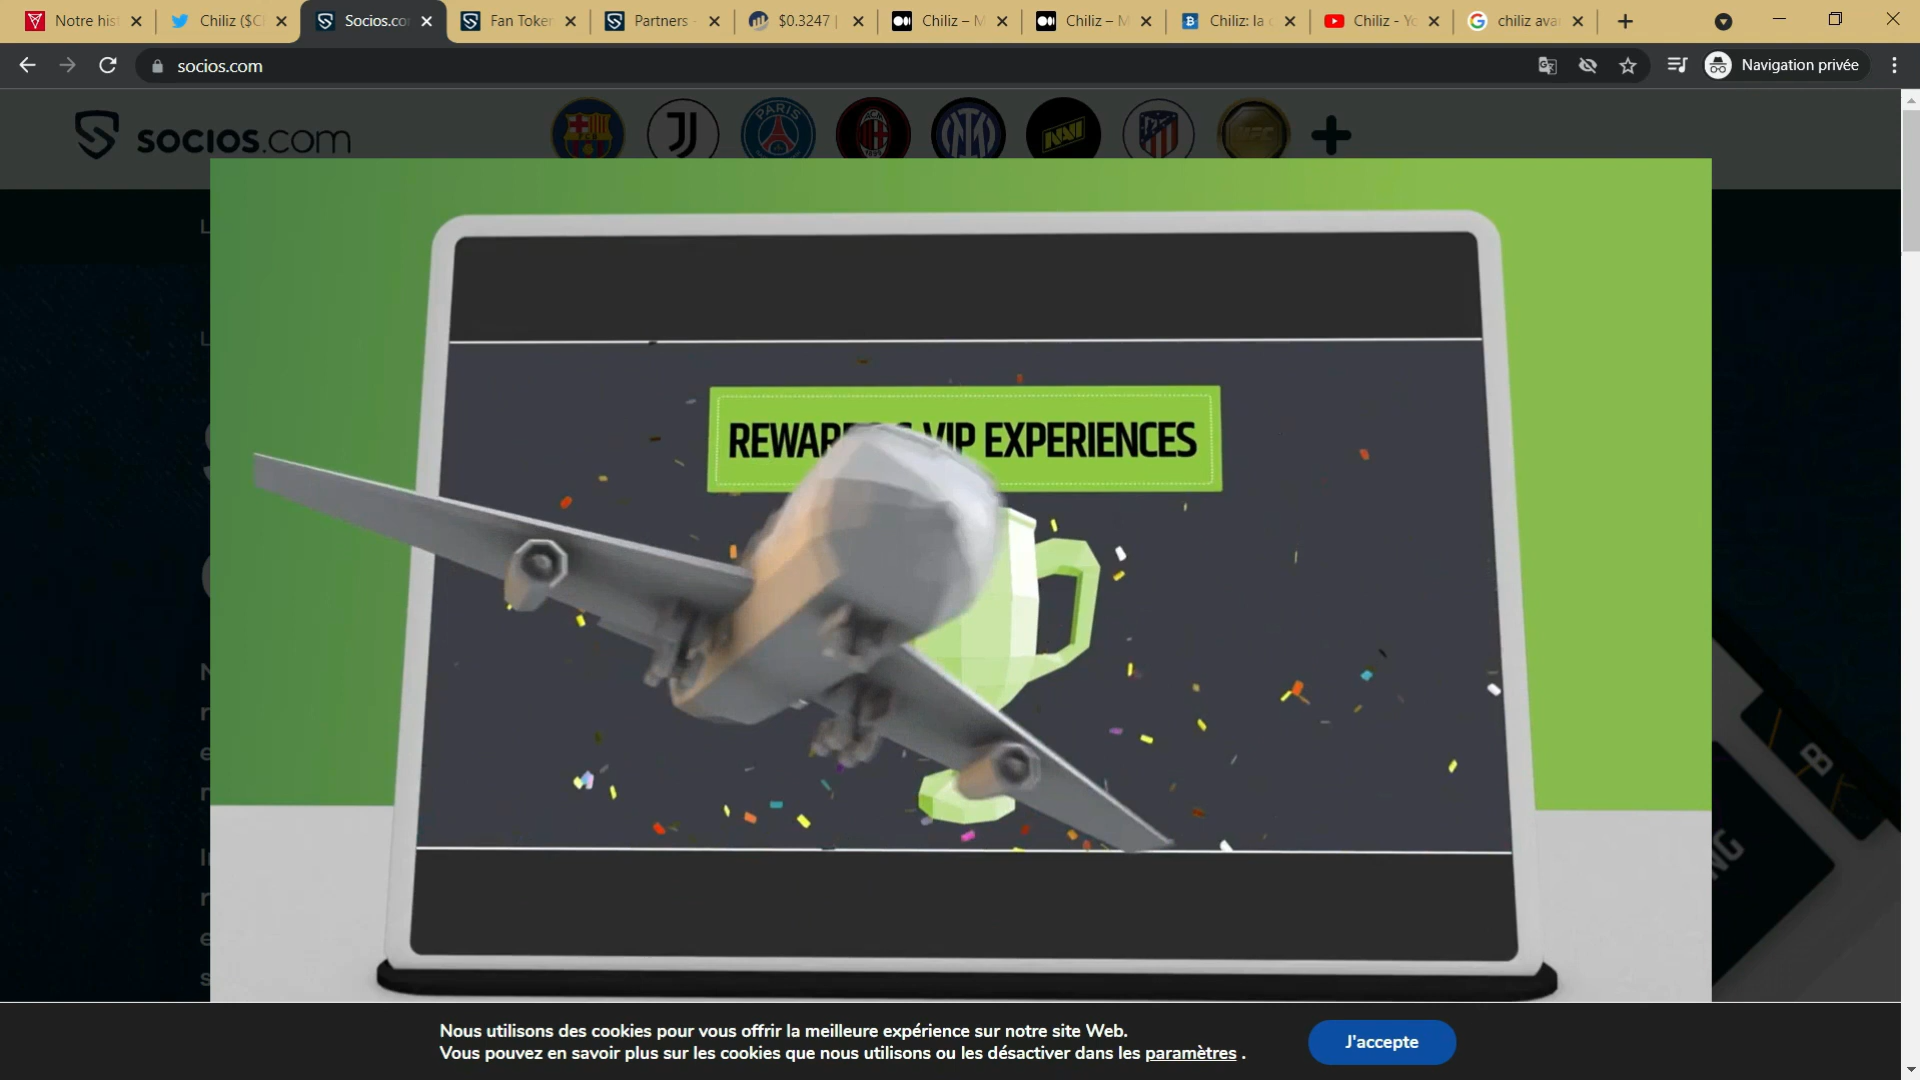 Notre his
Chiliz ($C
Socios.co
Fan Toke
Partners -
$0.3247 |
Chiliz – M
Chiliz – M
Chiliz: la
Chiliz - Yo
chiliz ava
socios.com
Navigation privée
socios.com
REWARDS VIP EXPERIENCES
Nous utilisons des cookies pour vous offrir la meilleure expérience sur notre site Web.
Vous pouvez en savoir plus sur les cookies que nous utilisons ou les désactiver dans les paramètres .
J'accepte